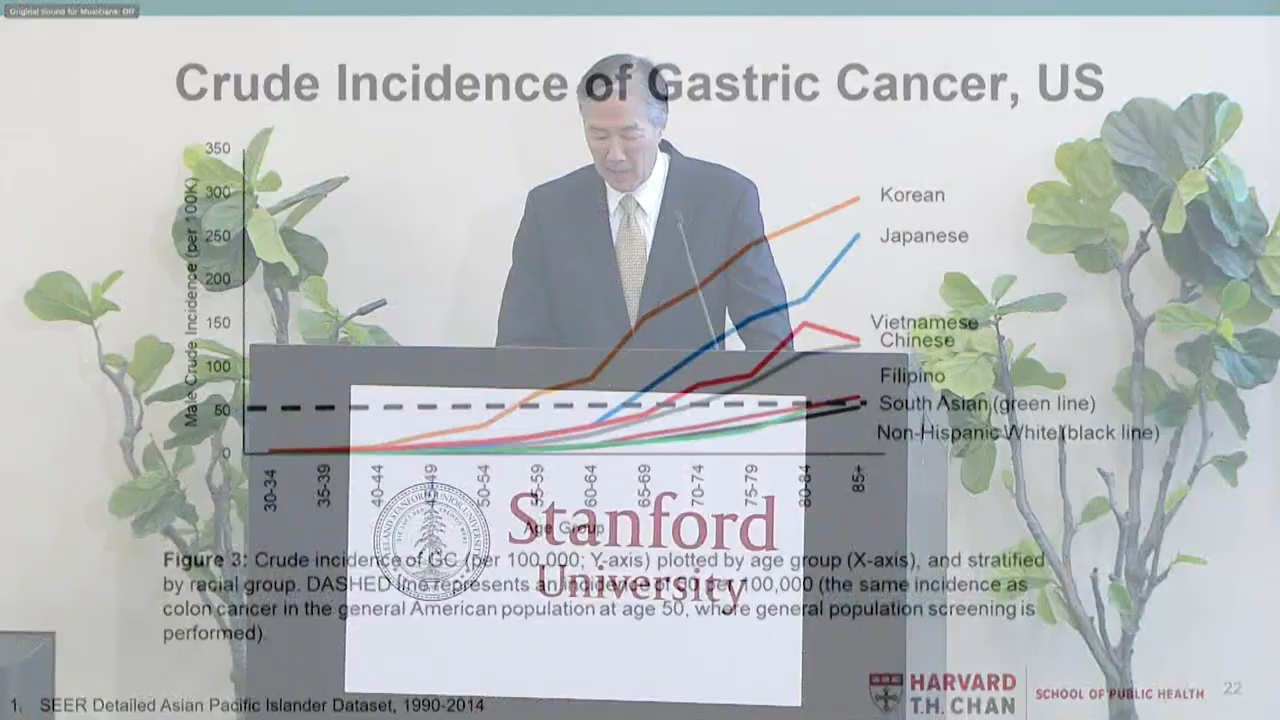 Original Sound for Musicians: Off
Crude Incidence of Gastric Cancer, US
Male Crude Incidence (per 100K)
350
300
250
200
150
100
50
0
Korean
Japanese
Vietnamese
Chinese
Filipino
South Asian (green line)
Non-Hispanic White (black line)
30-34
35-39
40-44
49
50-54
55-59
60-64
65-69
70-74
75-79
80-84
85+
Age Group
Stanford
University
Figure 3: Crude incidence of GC (per 100,000; Y-axis) plotted by age group (X-axis), and stratified
by racial group. DASHED line represents an 100,000 (the same incidence as
colon cancer in the general American population at age 50, where general population screening is
performed).
1. SEER Detailed Asian Pacific Islander Dataset, 1990-2014
HARVARD
T.H. CHAN
SCHOOL OF PUBLIC HEALTH
22